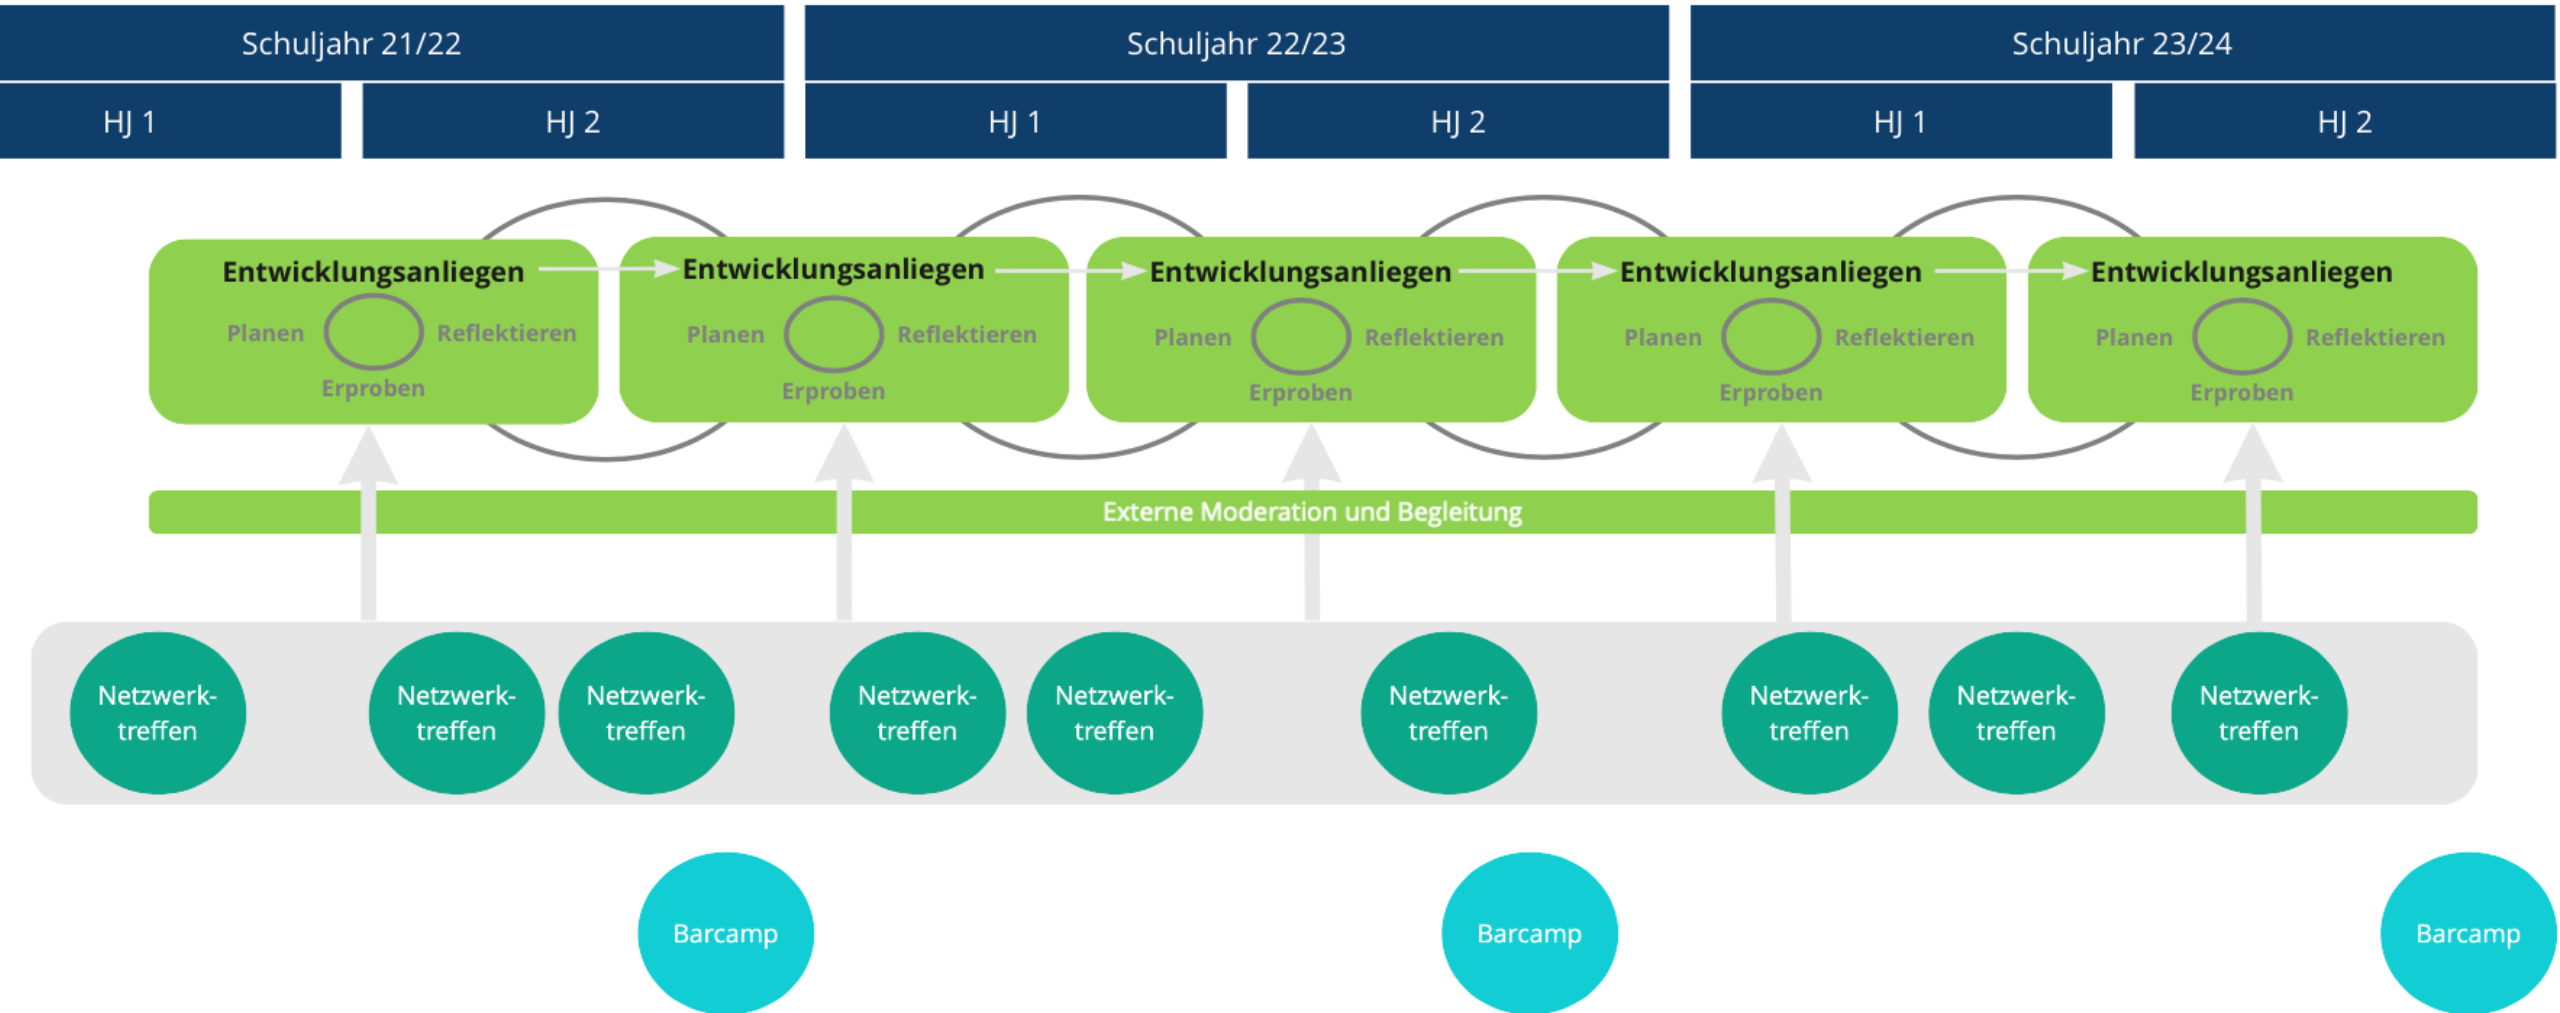 Schuljahr 21/22
Schuljahr 22/23
Schuljahr 23/24
HJ 1
HJ 2
HJ 1
HJ 2
HJ 1
HJ 2
Entwicklungsanliegen
Planen
Reflektieren
Erproben
Entwicklungsanliegen
Planen
Reflektieren
Erproben
Entwicklungsanliegen
Planen
Reflektieren
Erproben
Entwicklungsanliegen
Planen
Reflektieren
Erproben
Entwicklungsanliegen
Planen
Reflektieren
Erproben
Externe Moderation und Begleitung
Netzwerk-
treffen
Netzwerk-
treffen
Netzwerk-
treffen
Netzwerk-
treffen
Netzwerk-
treffen
Netzwerk-
treffen
Netzwerk-
treffen
Netzwerk-
treffen
Netzwerk-
treffen
Barcamp
Barcamp
Barcamp